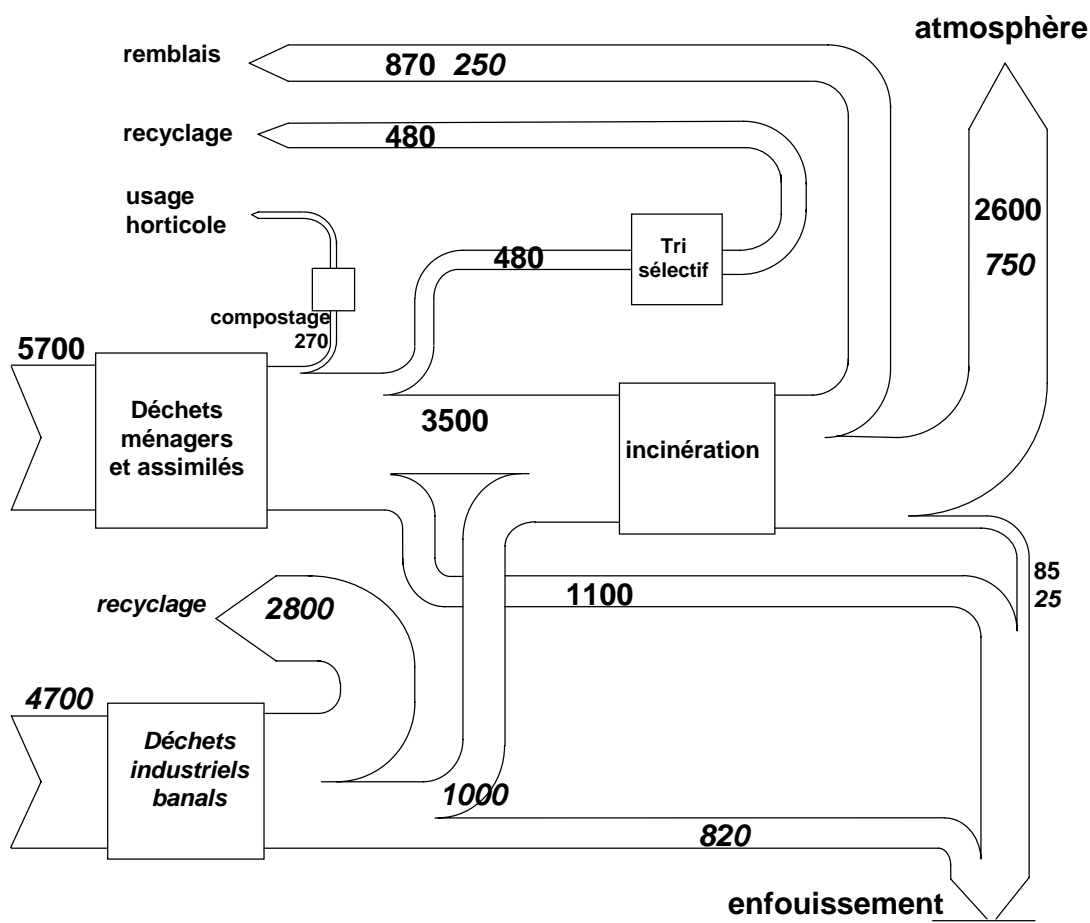 atmosphère
remblais
870 250
recyclage
480
usage
horticole
2600
750
480
Tri
sélectif
compostage
270
5700
Déchets
ménagers
et assimilés
3500
incinération
85
25
1100
recyclage
2800
4700
Déchets
industriels
banals
1000
820
enfouissement